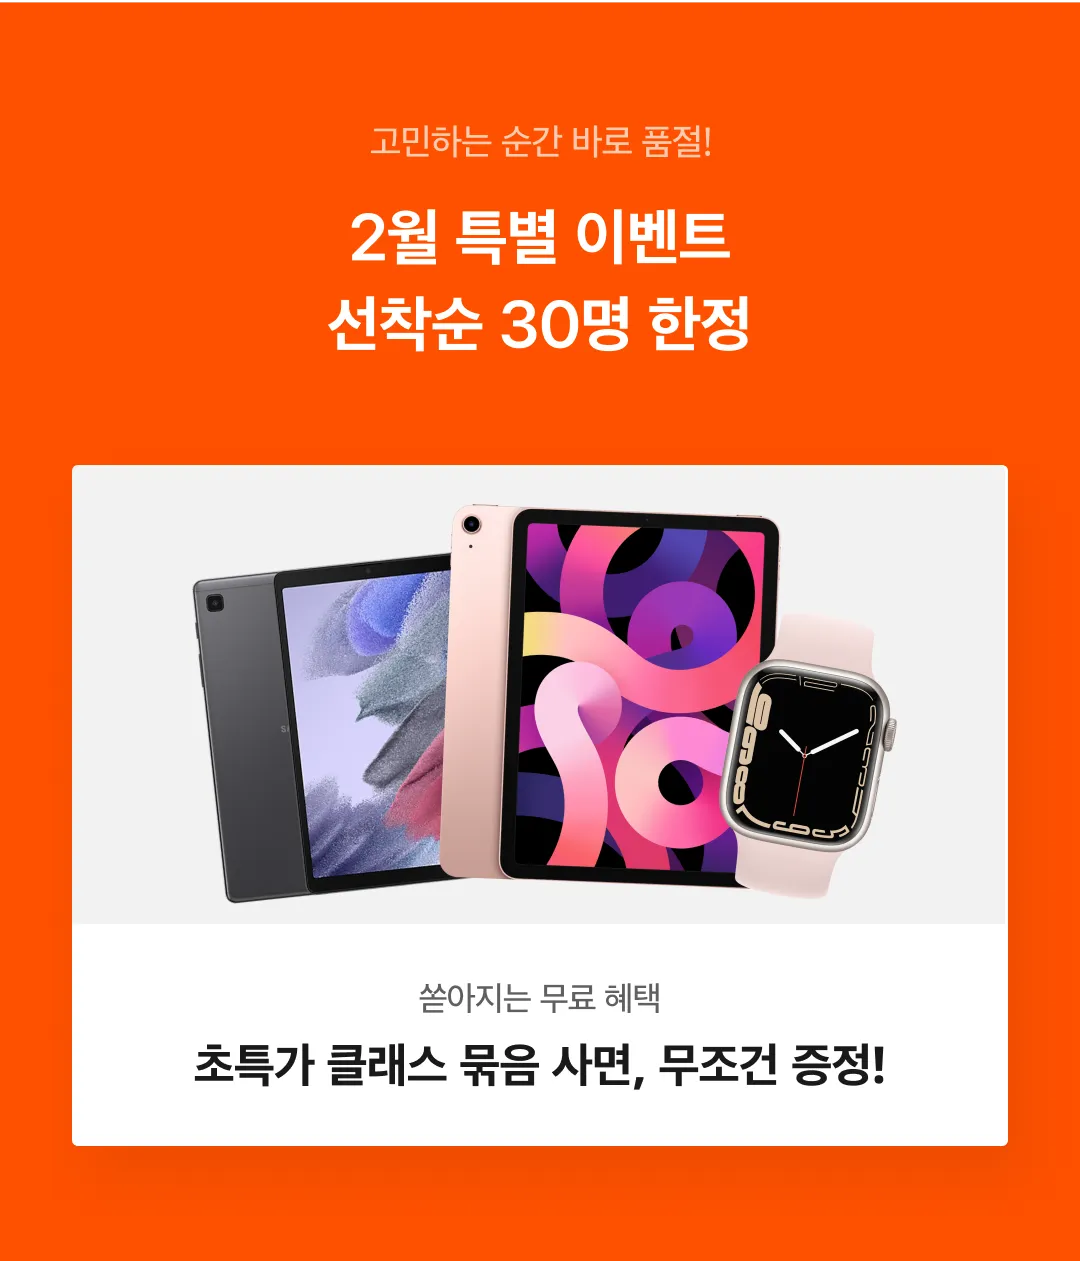 고민하는 순간 바로 품절!
2월 특별 이벤트
선착순 30명 한정
쏟아지는 무료 혜택
초특가 클래스 묶음 사면, 무조건 증정!